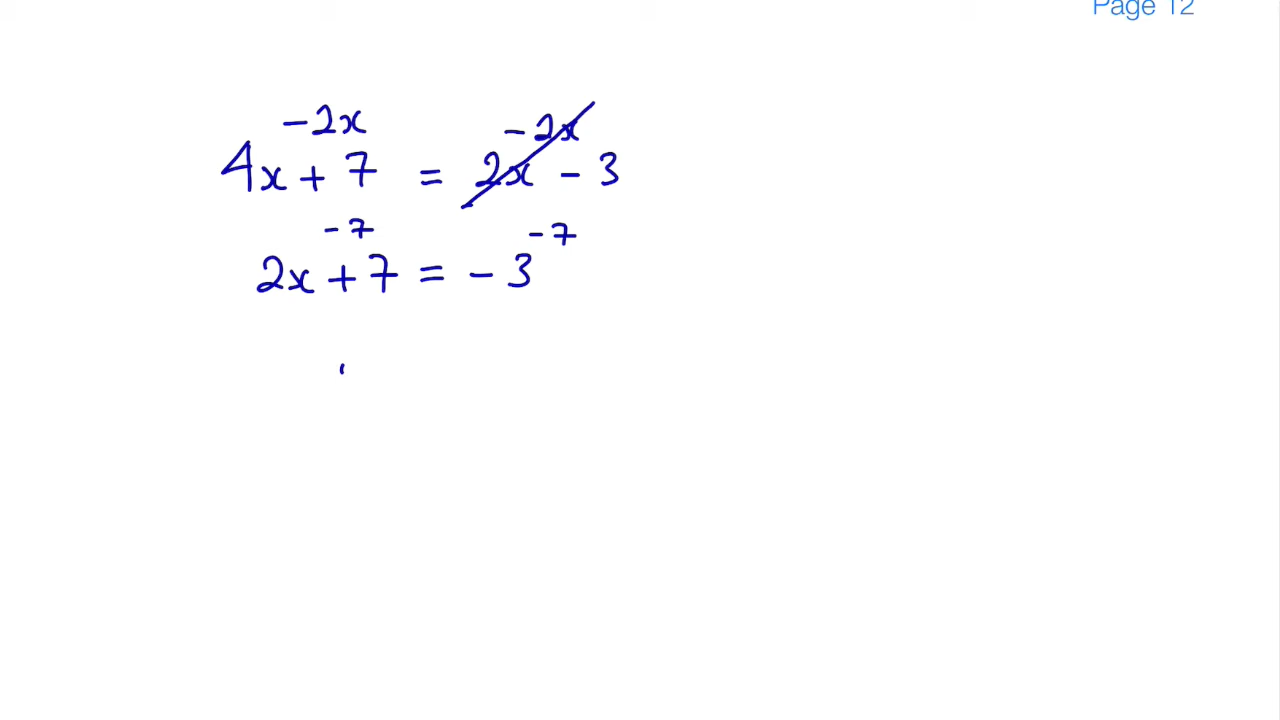 Page 12
-2x -2x
4x + 7 = 2x - 3
-7 -7
2x + 7 = -3